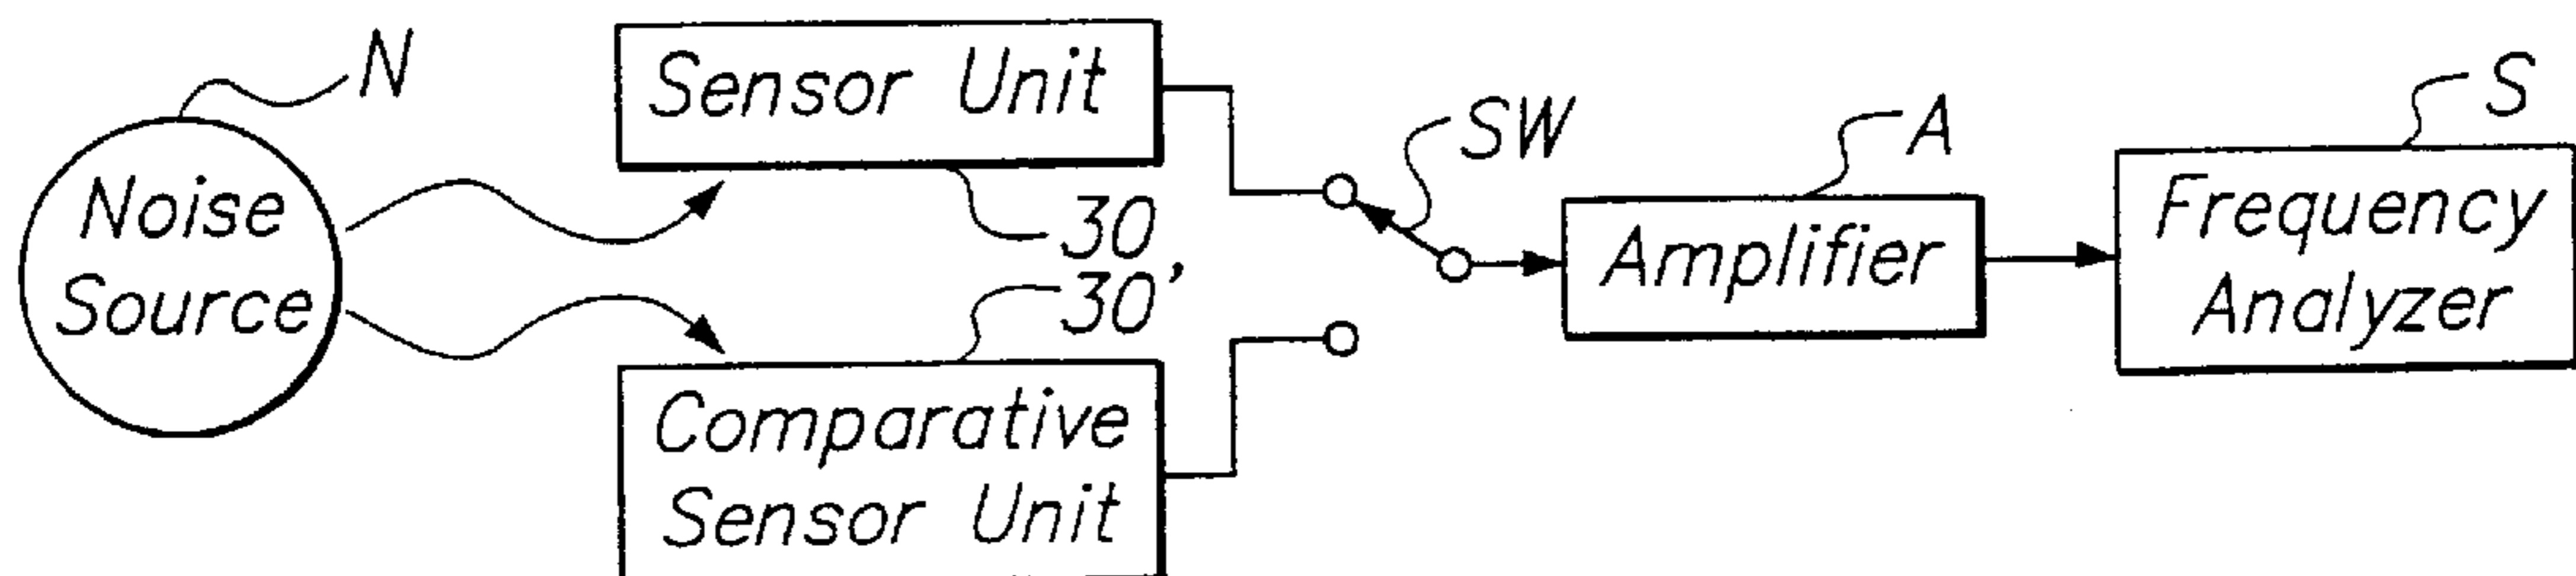 N
Noise
Source
Sensor Unit
30
30'
Comparative
Sensor Unit
SW
A
Amplifier
S
Frequency
Analyzer